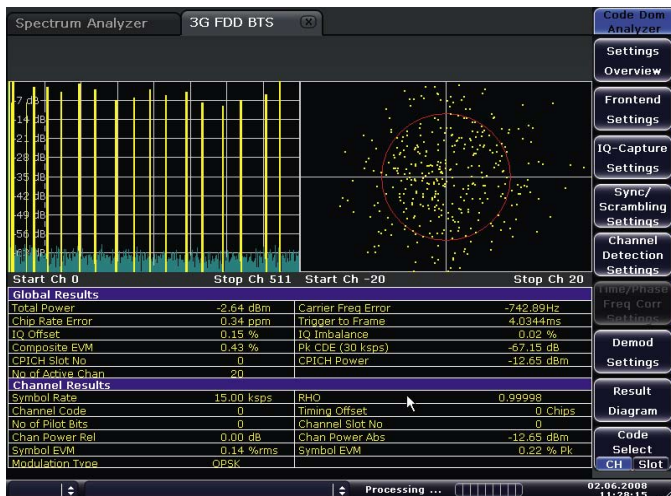 Spectrum Analyzer
3G FDD BTS
Code Dom
Analyzer
Settings
Overview
Frontend
Settings
IQ-Capture
Settings
Sync/
Scrambling
Settings
Channel
Detection
Settings
Time/Phase
Freq Corr
Settings
Demod
Settings
Result
Diagram
Code
Select
CH Slot
-7 dB
-14 dB
-21 dB
-28 dB
-35 dB
-42 dB
-49 dB
-56 dB
-63 dB
Start Ch 0 Stop Ch 511
Start Ch -20 Stop Ch 20
Global Results
Total Power -2.64 dBm Carrier Freq Error -742.89Hz
Chip Rate Error 0.34 ppm Trigger to Frame 4.0344ms
IQ Offset 0.15 % IQ Imbalance 0.02 %
Composite EVM 0.43 % Pk CDE (30 ksps) -67.15 dB
CPICH Slot No 0 CPICH Power -12.65 dBm
No of Active Chan 20
Channel Results
Symbol Rate 15.00 ksps RHO 0.99998
Channel Code 0 Timing Offset 0 Chips
No of Pilot Bits 0 Channel Slot No 0
Chan Power Rel 0.00 dB Chan Power Abs -12.65 dBm
Symbol EVM 0.14 %rms Symbol EVM 0.22 % Pk
Modulation Type QPSK
Processing ...
02.06.2008
11:28:15